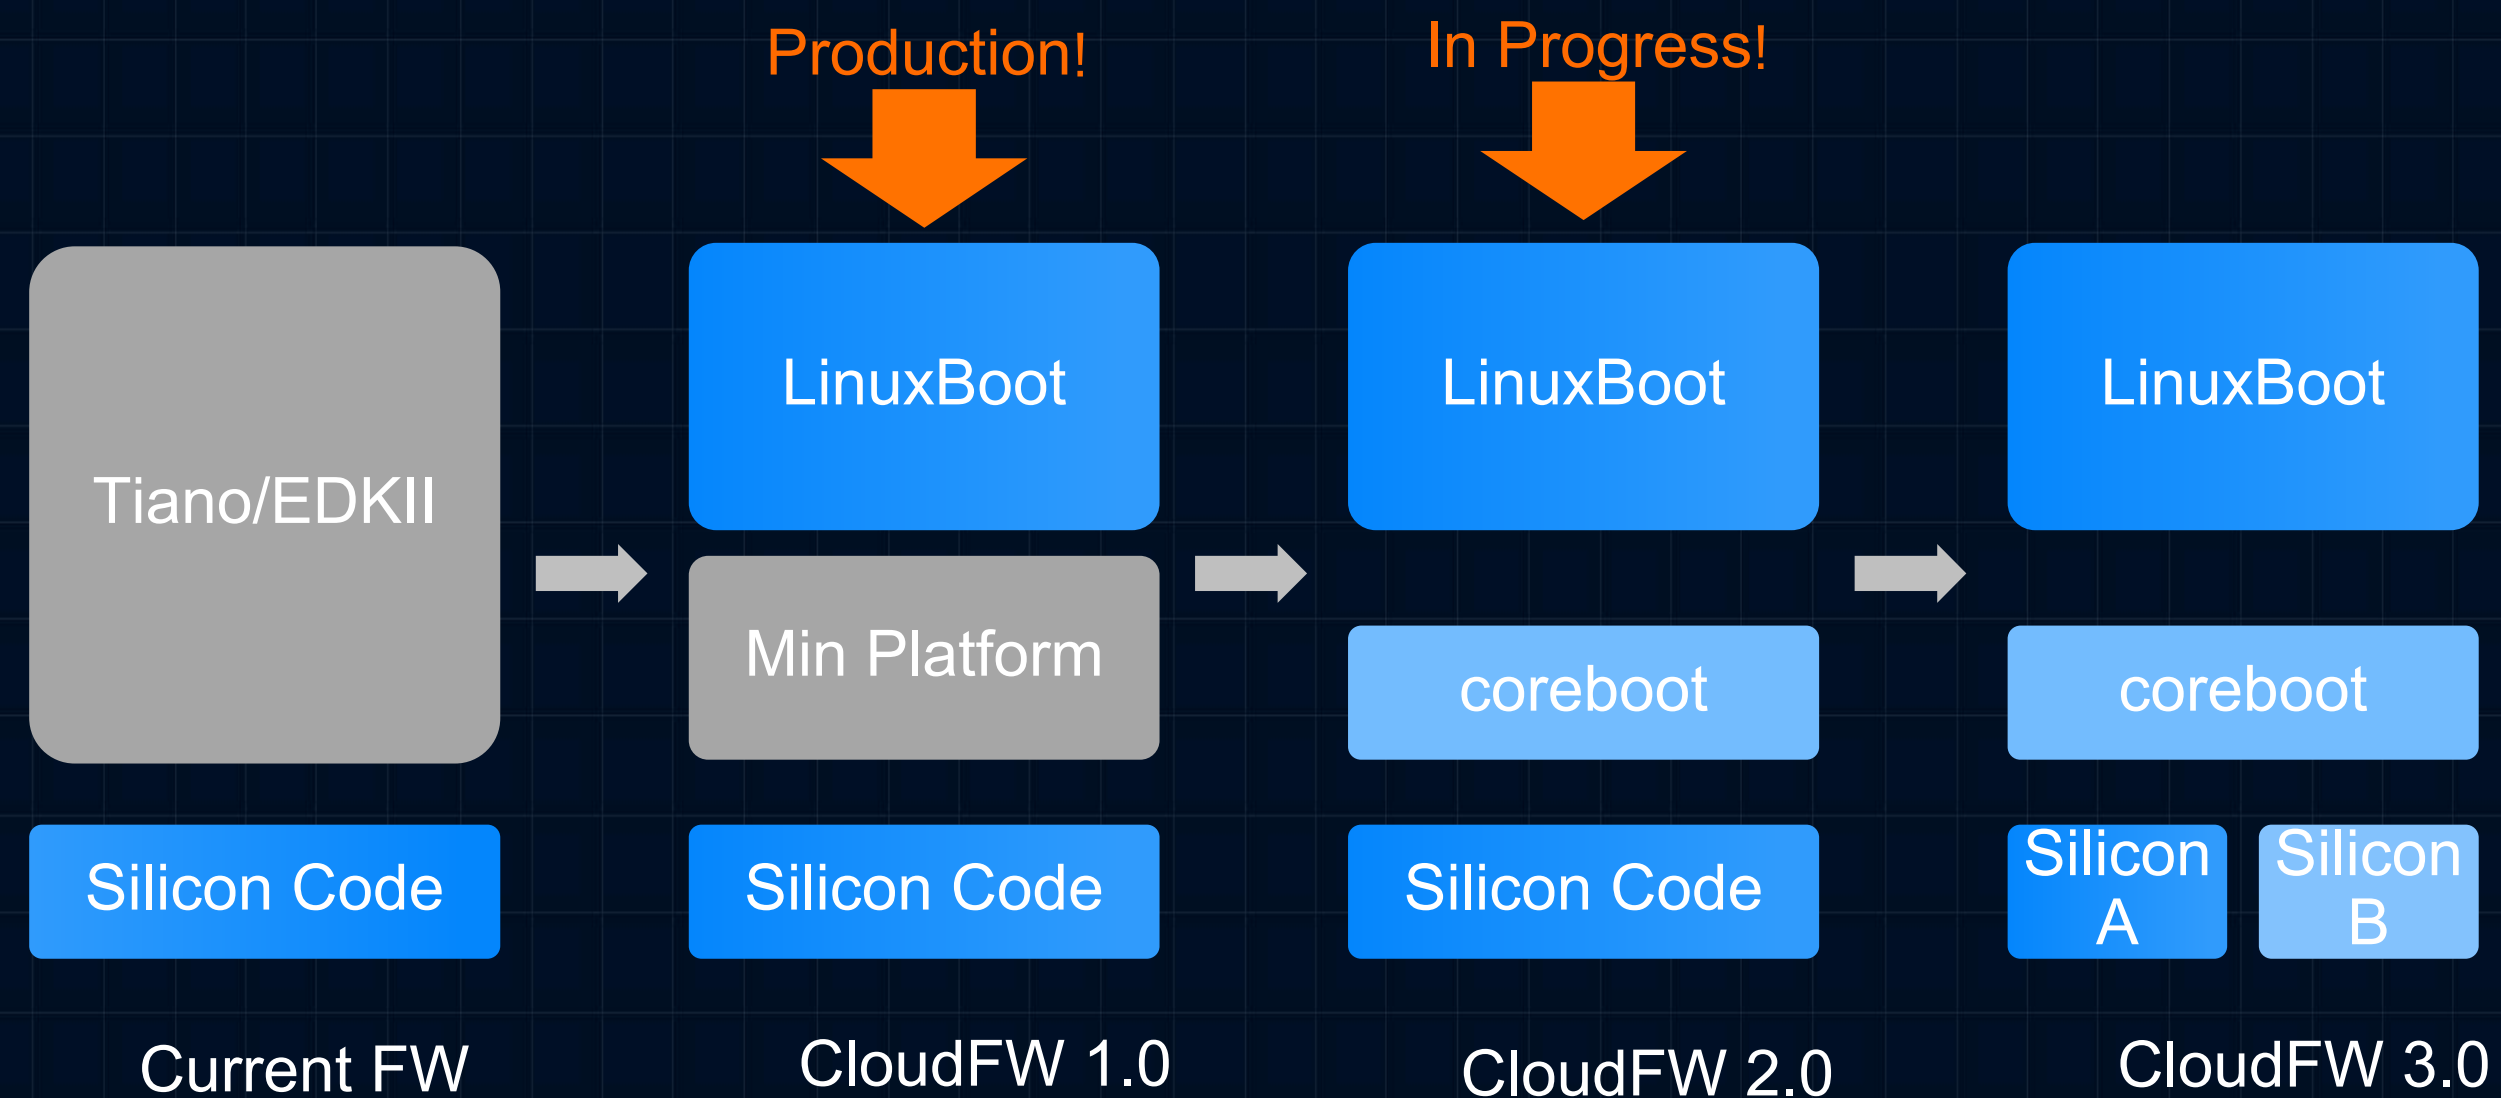 Production!
In Progress!
Tiano/EDKII
LinuxBoot
LinuxBoot
LinuxBoot
Min Platform
coreboot
coreboot
Silicon Code
Silicon Code
Silicon Code
Silicon
A
Silicon
B
Current FW
CloudFW 1.0
CloudFW 2.0
CloudFW 3.0